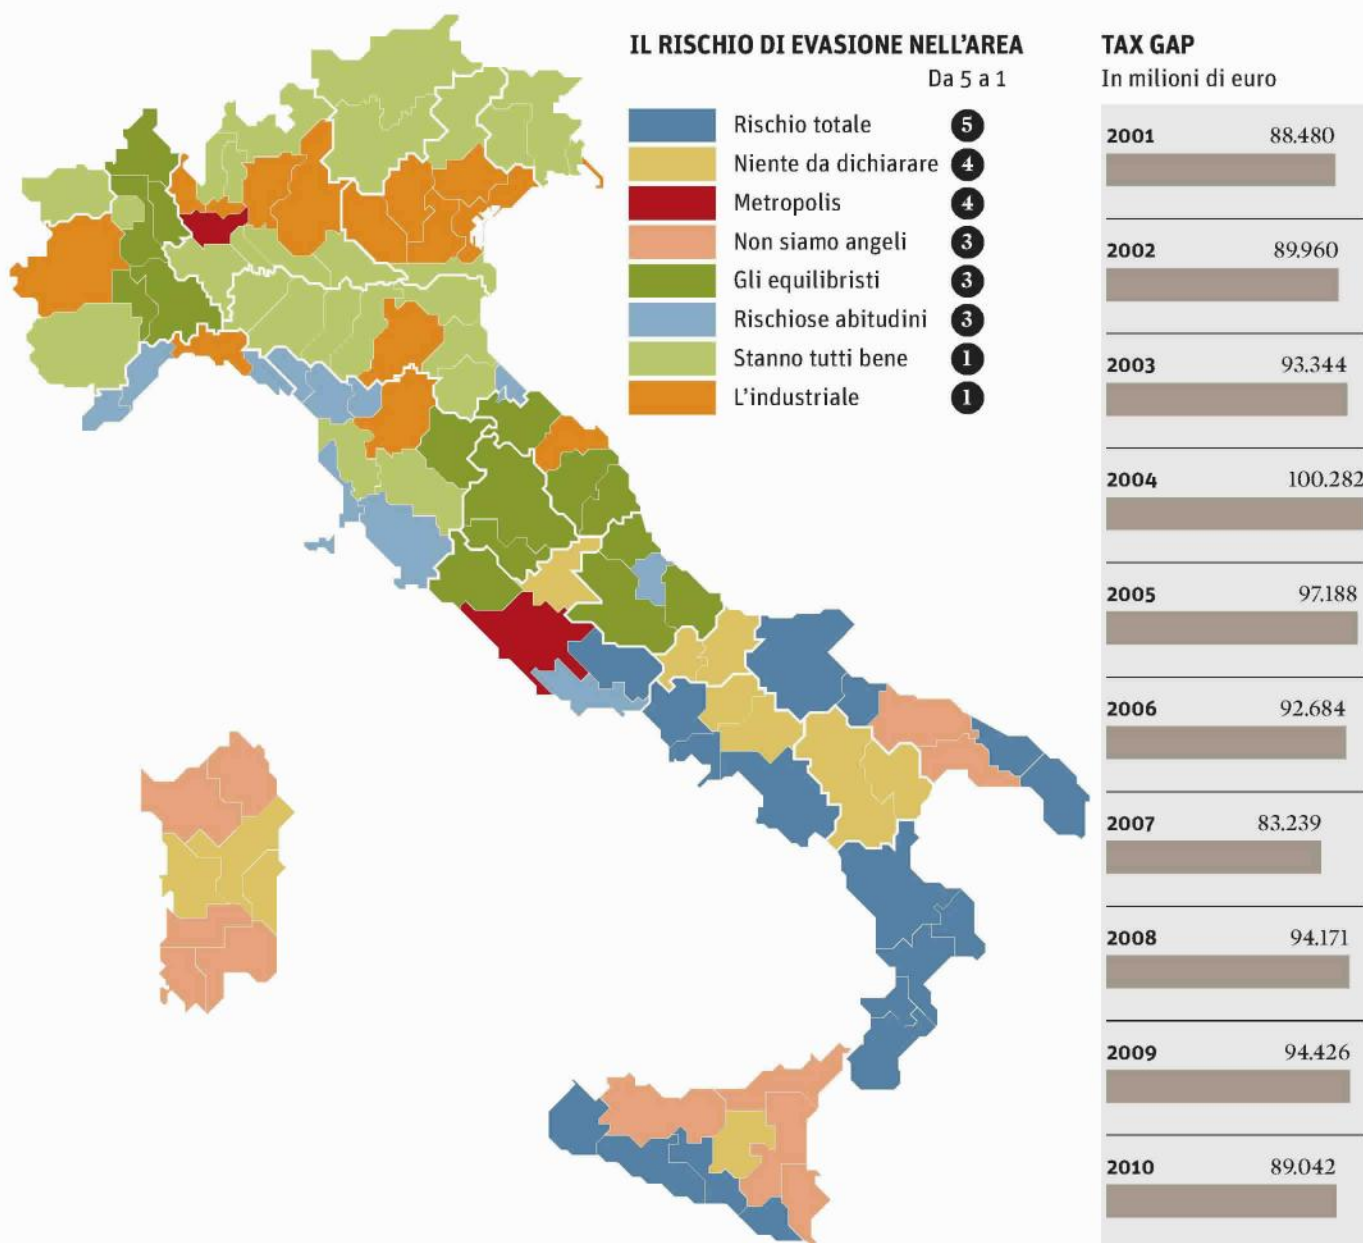 IL RISCHIO DI EVASIONE NELL'AREA
Da 5 a 1
Rischio totale 5
Niente da dichiarare 4
Metropolis 4
Non siamo angeli 3
Gli equilibristi 3
Rischiose abitudini 3
Stanno tutti bene 1
L'industriale 1
TAX GAP
In milioni di euro
2001 88.480
2002 89.960
2003 93.344
2004 100.282
2005 97.188
2006 92.684
2007 83.239
2008 94.171
2009 94.426
2010 89.042